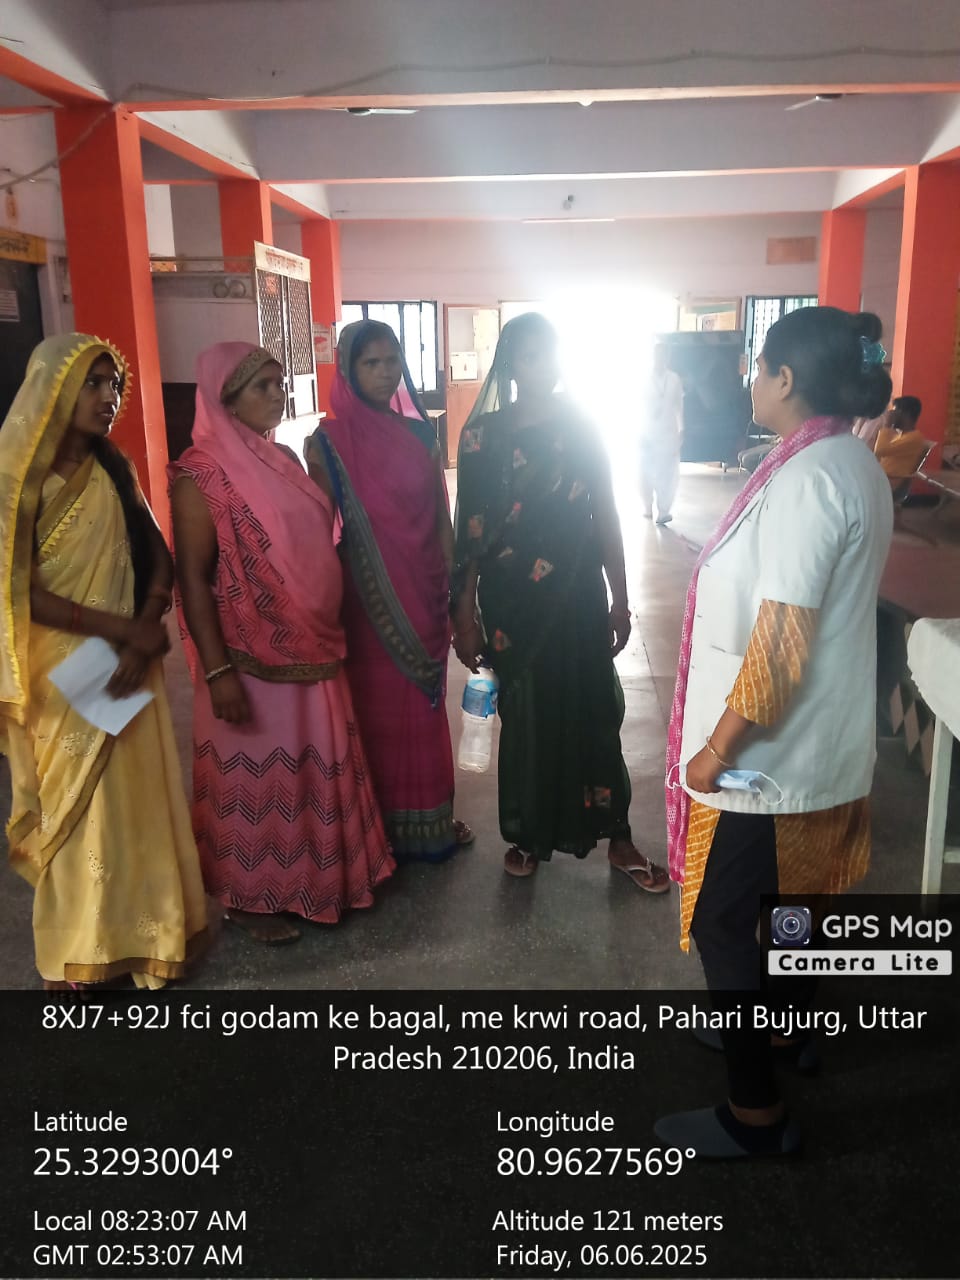 GPS Map
Camera Lite
8XJ7+92J fci godam ke bagal, me krwi road, Pahari Bujurg, Uttar
Pradesh 210206, India
Latitude
25.3293004°
Longitude
80.9627569°
Local 08:23:07 AM
GMT 02:53:07 AM
Altitude 121 meters
Friday, 06.06.2025